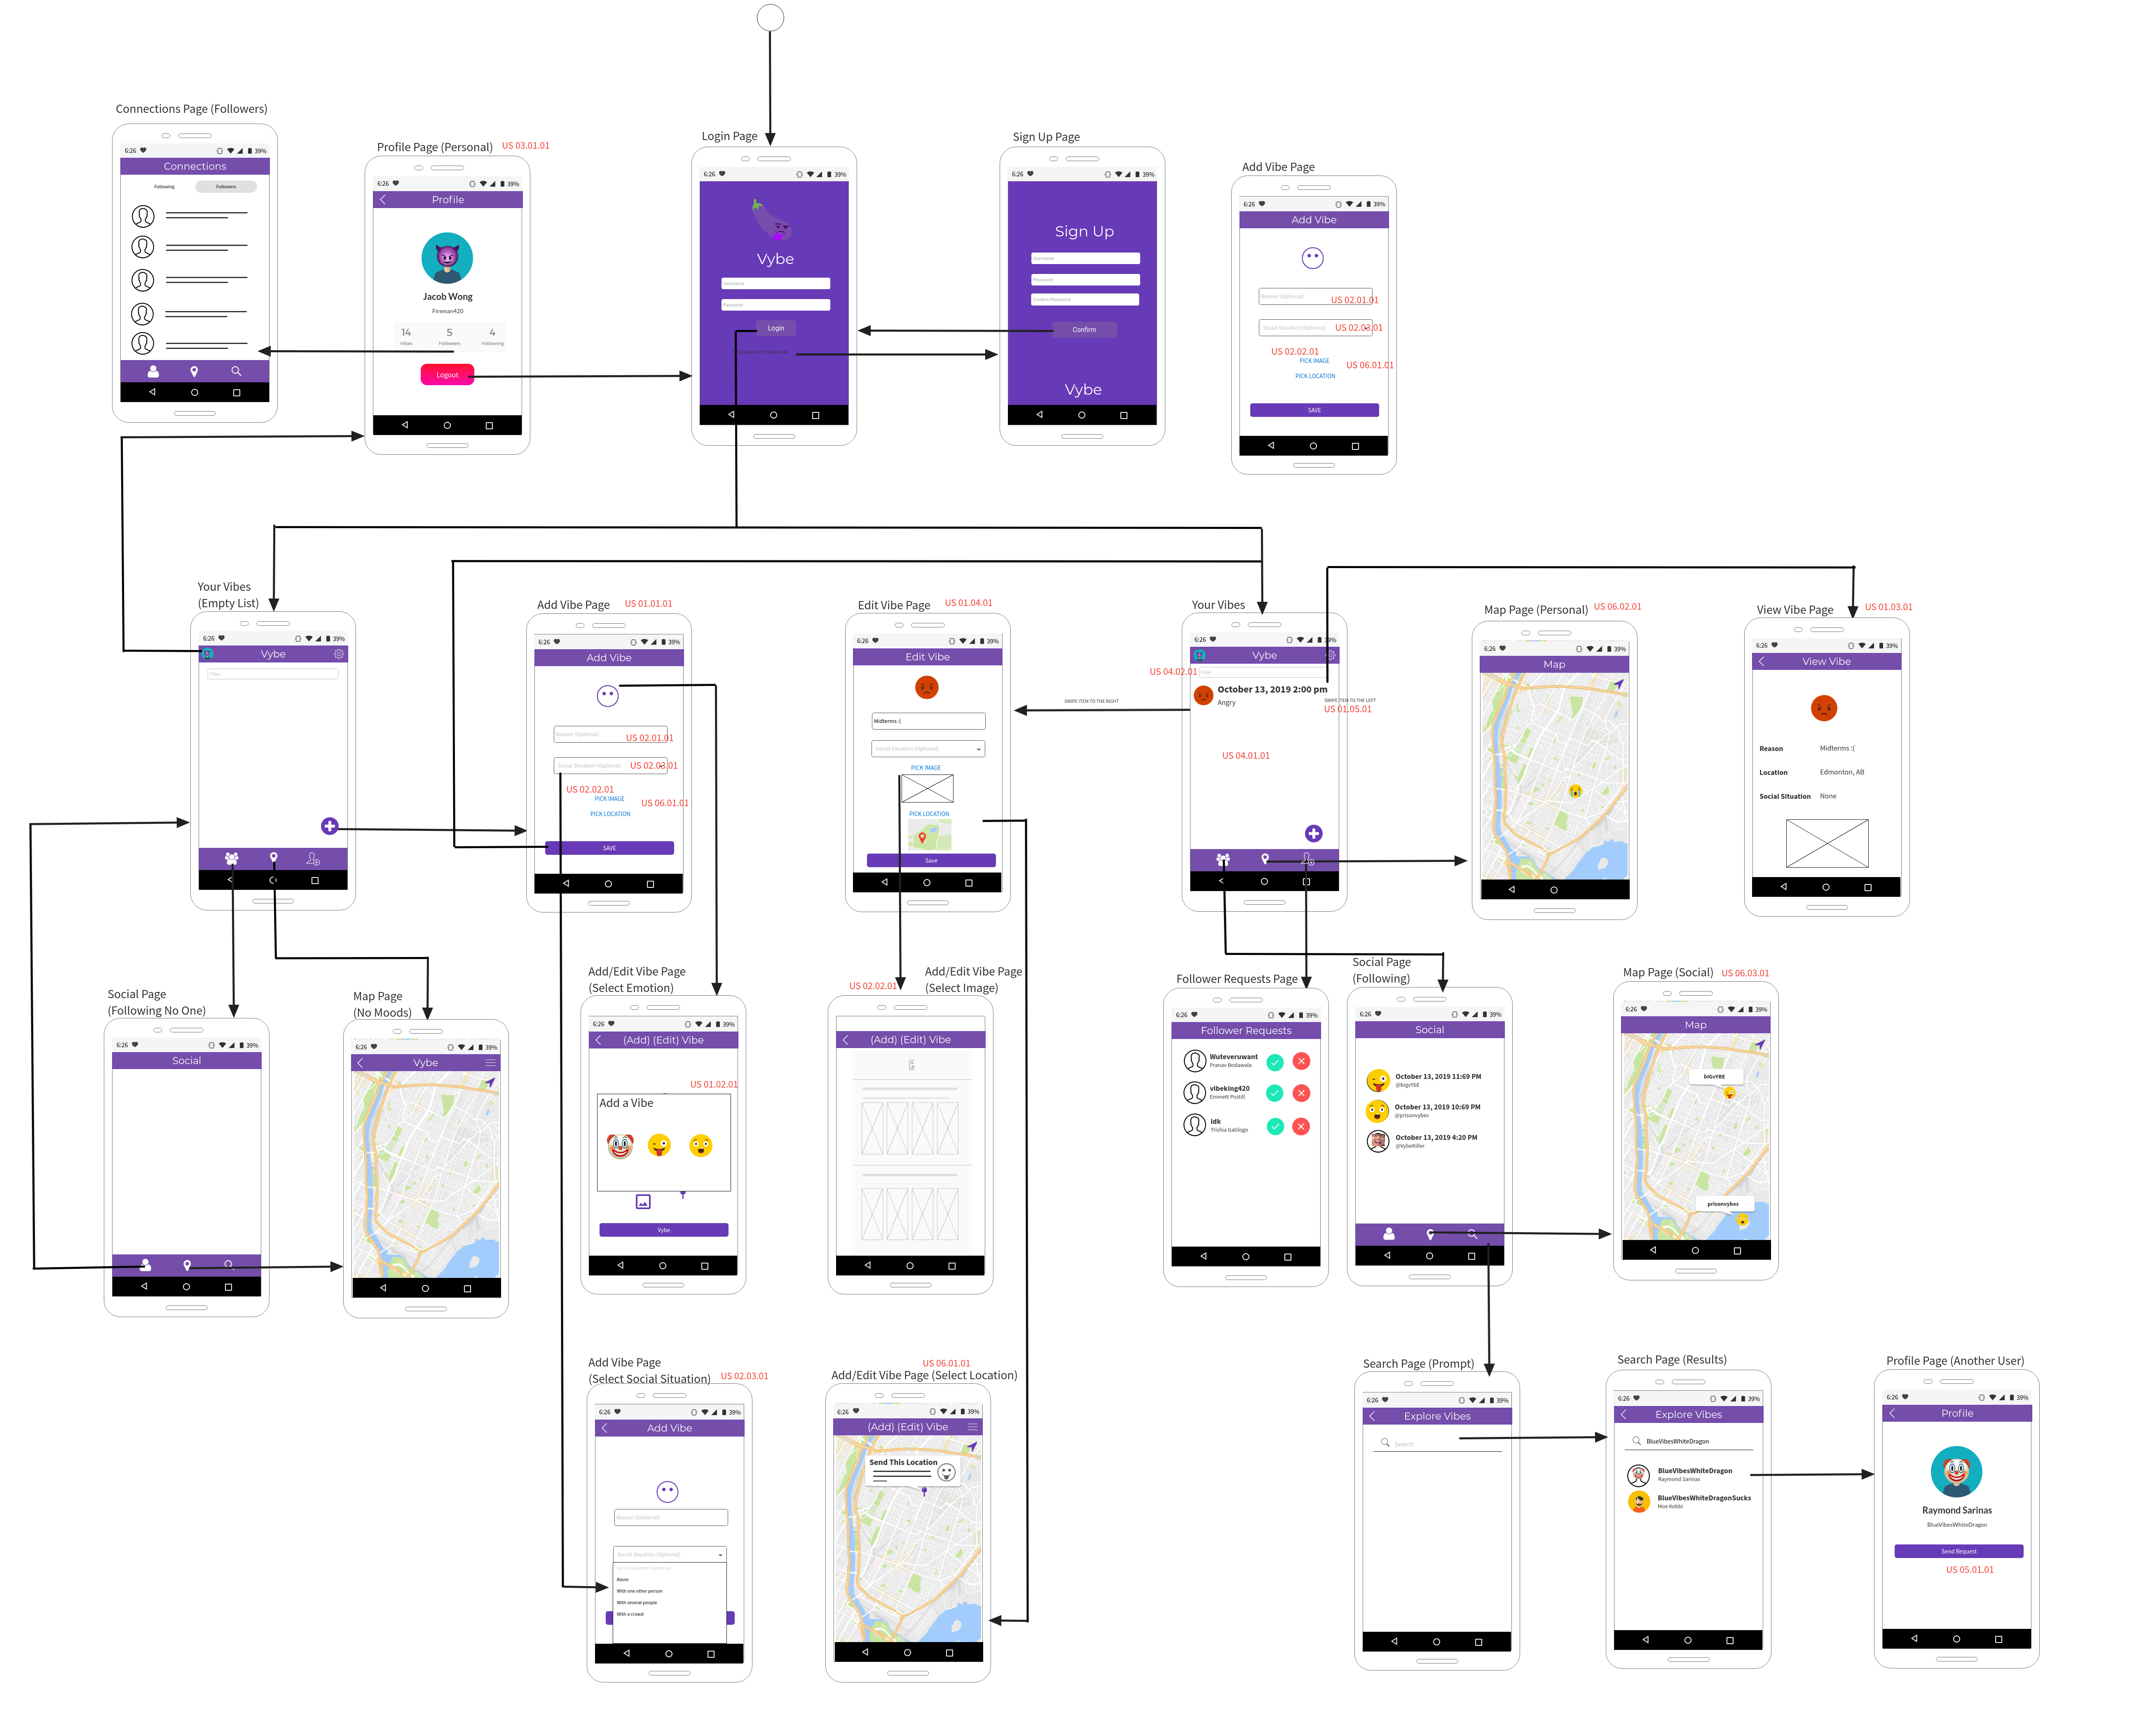 Connections Page (Followers)
6:26
39%
Connections
Following
Followers
Profile Page (Personal)
US 03.01.01
6:26
39%
Profile
Jacob Wong
Fireman420
14
5
4
Vibes
Followers
Following
Logout
Login Page
6:26
39%
Vybe
Username
Password
Login
Sign Up Page
6:26
39%
Sign Up
Username
Password
Confirm Password
Confirm
Vybe
Add Vibe Page
6:26
39%
Add Vibe
Reason (Optional)
US 02.01.01
Social Situation (Optional)
US 02.03.01
US 02.02.01
PICK IMAGE
US 06.01.01
PICK LOCATION
SAVE
Your Vibes
(Empty List)
6:26
39%
Vybe
Filter
Add Vibe Page
US 01.01.01
6:26
39%
Add Vibe
Reason (Optional)
US 02.01.01
Social Situation (Optional)
US 02.03.01
US 02.02.01
PICK IMAGE
US 06.01.01
PICK LOCATION
SAVE
Edit Vibe Page
US 01.04.01
6:26
39%
Edit Vibe
Midterms :(
Social Situation (Optional)
PICK IMAGE
PICK LOCATION
Save
Your Vibes
6:26
39%
Vybe
US 04.02.01
Filter
October 13, 2019 2:00 pm
Angry
SWIPE ITEM TO THE RIGHT
SWIPE ITEM TO THE LEFT
US 01.05.01
US 04.01.01
Map Page (Personal)
US 06.02.01
6:26
39%
Map
View Vibe Page
US 01.03.01
6:26
39%
View Vibe
Reason
Midterms :(
Location
Edmonton, AB
Social Situation
None
Social Page
(Following No One)
6:26
39%
Social
Map Page
(No Moods)
6:26
39%
Vybe
Add/Edit Vibe Page
(Select Emotion)
6:26
39%
(Add) (Edit) Vibe
US 01.02.01
Add a Vibe
Vybe
Add/Edit Vibe Page
(Select Image)
US 02.02.01
(Add) (Edit) Vibe
Follower Requests Page
6:26
39%
Follower Requests
Wuteveruwant
Pranav Bodawala
vibeking420
Emmett Postill
Idk
Trishia Gatilogo
Social Page
(Following)
6:26
39%
Social
October 13, 2019 11:69 PM
@bIgvYbE
October 13, 2019 10:69 PM
@prisonvybes
October 13, 2019 4:20 PM
@VybeKiller
Map Page (Social)
US 06.03.01
6:26
39%
Map
bIGvYBE
prisonvybes
Add Vibe Page
(Select Social Situation)
US 02.03.01
6:26
39%
Add Vibe
Reason (Optional)
Social Situation (Optional)
Social Situation (Optional)
Alone
With one other person
With several people
With a crowd
US 06.01.01
Add/Edit Vibe Page (Select Location)
6:26
39%
(Add) (Edit) Vibe
Send This Location
Search Page (Prompt)
6:26
39%
Explore Vibes
Search
Search Page (Results)
6:26
39%
Explore Vibes
BlueVibesWhiteDragon
BlueVibesWhiteDragon
Raymond Sarinas
BlueVibesWhiteDragonSucks
Moe Kebbi
Profile Page (Another User)
6:26
39%
Profile
Raymond Sarinas
BlueVibesWhiteDragon
Send Request
US 05.01.01